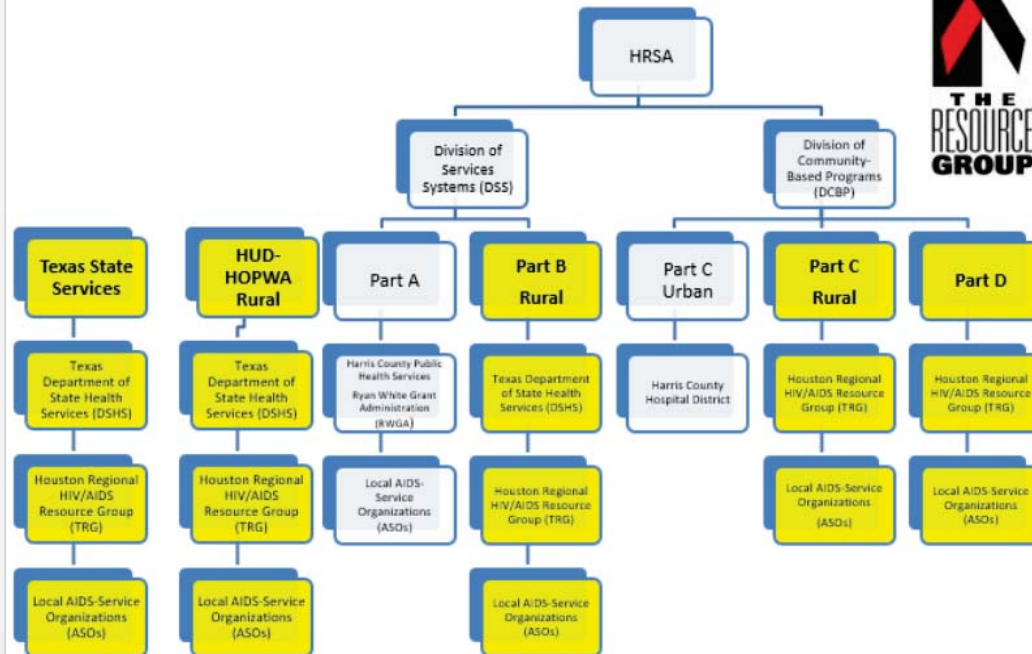 HRSA
THE
RESOURCE
GROUP
Division of
Services
Systems (DSS)
Division of
Community-
Based Programs
(DCBP)
Texas State
Services
HUD-
HOPWA
Rural
Part A
Part B
Rural
Part C
Urban
Part C
Rural
Part D
Texas
Department of
State Health
Services (DSHS)
Texas
Department of
State Health
Services (DSHS)
Harris County Public
Health Services
Ryan White Grant
Administration
(RWGA)
Texas Department
of State Health
Services (DSHS)
Harris County
Hospital District
Houston Regional
HIV/AIDS Resource
Group (TRG)
Houston Regional
HIV/AIDS Resource
Group (TRG)
Houston Regional
HIV/AIDS
Resource Group
(TRG)
Houston Regional
HIV/AIDS
Resource Group
(TRG)
Local AIDS-
Service
Organizations
(ASOs)
Houston Regional
HIV/AIDS Resource
Group (TRG)
Local AIDS-Service
Organizations
(ASOs)
Local AIDS-Service
Organizations
(ASOs)
Local AIDS-Service
Organizations
(ASOs)
Local AIDS-Service
Organizations
(ASOs)
Local AIDS-Service
Organizations
(ASOs)